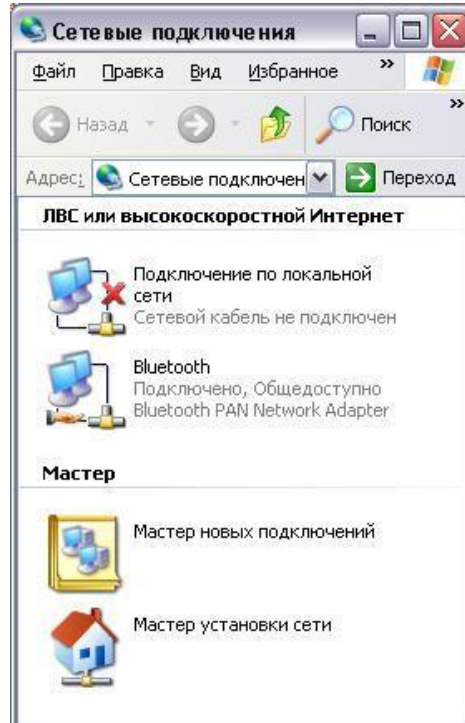 Сетевые подключения
Файл Правка Вид Избранное »
Назад Поиск »
Адрес: Сетевые подключен Переход
ЛВС или высокоскоростной Интернет
Подключение по локальной
сети
Сетевой кабель не подключен
Bluetooth
Подключено, Общедоступно
Bluetooth PAN Network Adapter
Мастер
Мастер новых подключений
Мастер установки сети